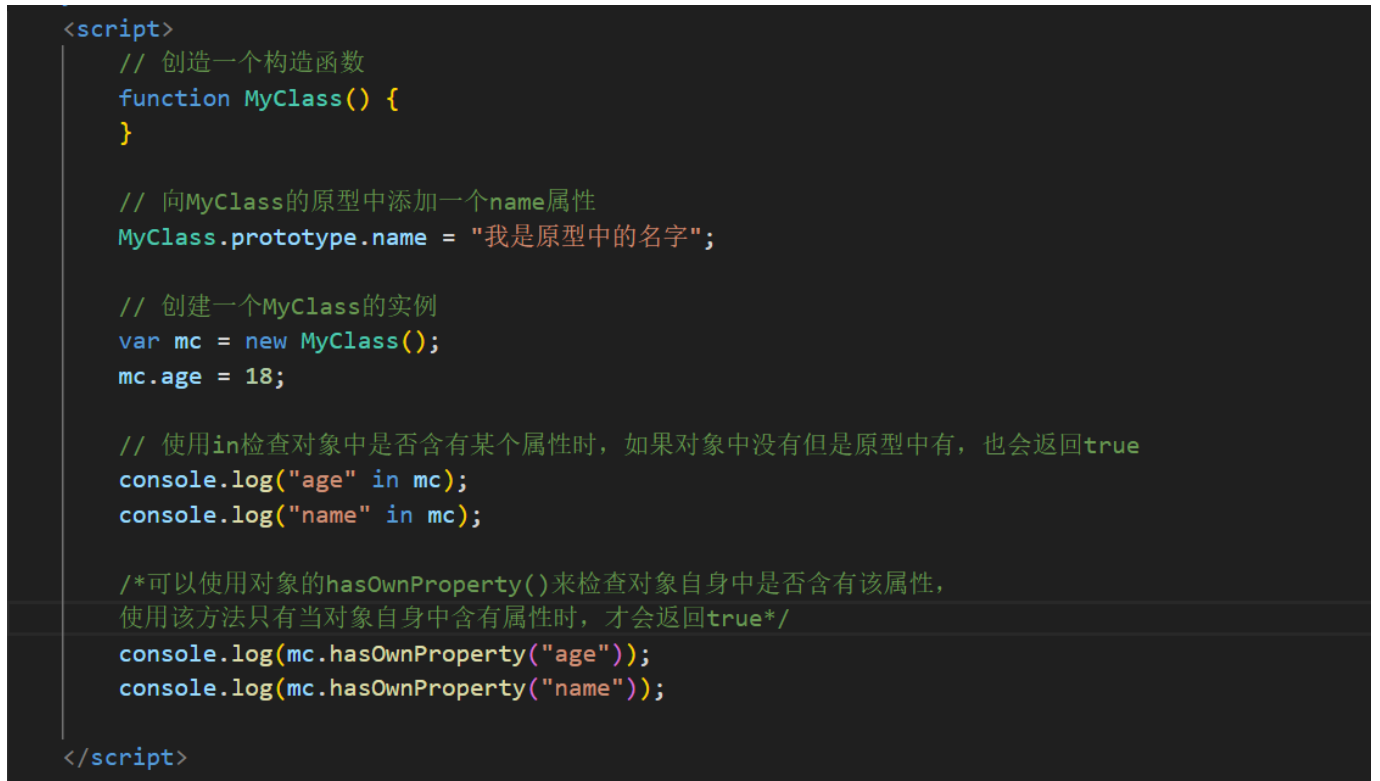 <script>
// 创造一个构造函数
function MyClass() {
}
// 向MyClass的原型中添加一个name属性
MyClass.prototype.name = "我是原型中的名字";
// 创建一个MyClass的实例
var mc = new MyClass();
mc.age = 18;
// 使用in检查对象中是否含有某个属性时，如果对象中没有但是原型中有，也会返回true
console.log("age" in mc);
console.log("name" in mc);
/*可以使用对象的hasOwnProperty()来检查对象自身中是否含有该属性，
使用该方法只有当对象自身中含有属性时，才会返回true*/
console.log(mc.hasOwnProperty("age"));
console.log(mc.hasOwnProperty("name"));
</script>